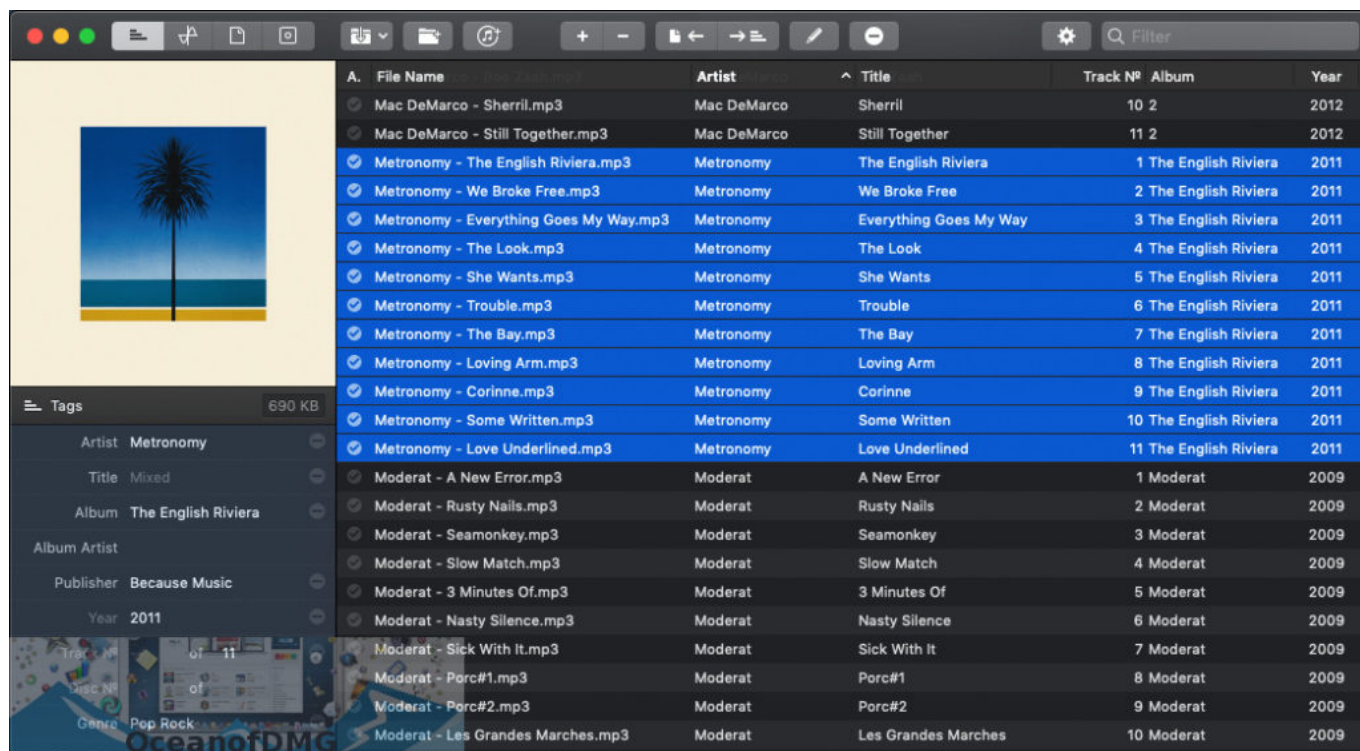 Filter
A. File Name Artist Title Track Nº Album Year
Mac DeMarco - Sherril.mp3 Mac DeMarco Sherril 10 2 2012
Mac DeMarco - Still Together.mp3 Mac DeMarco Still Together 11 2 2012
Metronomy - The English Riviera.mp3 Metronomy The English Riviera 1 The English Riviera 2011
Metronomy - We Broke Free.mp3 Metronomy We Broke Free 2 The English Riviera 2011
Metronomy - Everything Goes My Way.mp3 Metronomy Everything Goes My Way 3 The English Riviera 2011
Metronomy - The Look.mp3 Metronomy The Look 4 The English Riviera 2011
Metronomy - She Wants.mp3 Metronomy She Wants 5 The English Riviera 2011
Metronomy - Trouble.mp3 Metronomy Trouble 6 The English Riviera 2011
Metronomy - The Bay.mp3 Metronomy The Bay 7 The English Riviera 2011
Metronomy - Loving Arm.mp3 Metronomy Loving Arm 8 The English Riviera 2011
Metronomy - Corinne.mp3 Metronomy Corinne 9 The English Riviera 2011
Metronomy - Some Written.mp3 Metronomy Some Written 10 The English Riviera 2011
Metronomy - Love Underlined.mp3 Metronomy Love Underlined 11 The English Riviera 2011
Moderat - A New Error.mp3 Moderat A New Error 1 Moderat 2009
Moderat - Rusty Nails.mp3 Moderat Rusty Nails 2 Moderat 2009
Moderat - Seamonkey.mp3 Moderat Seamonkey 3 Moderat 2009
Moderat - Slow Match.mp3 Moderat Slow Match 4 Moderat 2009
Moderat - 3 Minutes Of.mp3 Moderat 3 Minutes Of 5 Moderat 2009
Moderat - Nasty Silence.mp3 Moderat Nasty Silence 6 Moderat 2009
Moderat - Sick With It.mp3 Moderat Sick With It 7 Moderat 2009
Moderat - Porc#1.mp3 Moderat Porc#1 8 Moderat 2009
Moderat - Porc#2.mp3 Moderat Porc#2 9 Moderat 2009
Moderat - Les Grandes Marches.mp3 Moderat Les Grandes Marches 10 Moderat 2009
Tags 690 KB
Artist Metronomy
Title Mixed
Album The English Riviera
Album Artist
Publisher Because Music
Year 2011
Track Nº of 11
Disc Nº of
Genre Pop Rock
OceanofDMG